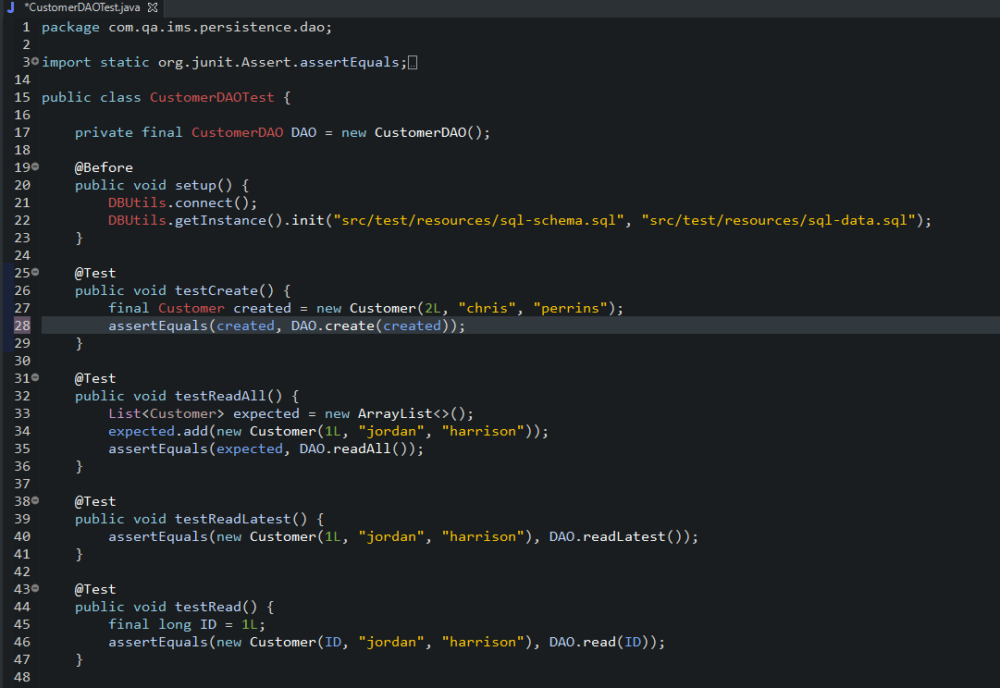 *CustomerDAOTest.java
1 package com.qa.ims.persistence.dao;
2
3 import static org.junit.Assert.assertEquals;
14
15 public class CustomerDAOTest {
16
17     private final CustomerDAO DAO = new CustomerDAO();
18
19     @Before
20     public void setup() {
21         DBUtils.connect();
22         DBUtils.getInstance().init("src/test/resources/sql-schema.sql", "src/test/resources/sql-data.sql");
23     }
24
25     @Test
26     public void testCreate() {
27         final Customer created = new Customer(2L, "chris", "perrins");
28         assertEquals(created, DAO.create(created));
29     }
30
31     @Test
32     public void testReadAll() {
33         List<Customer> expected = new ArrayList<>();
34         expected.add(new Customer(1L, "jordan", "harrison"));
35         assertEquals(expected, DAO.readAll());
36     }
37
38     @Test
39     public void testReadLatest() {
40         assertEquals(new Customer(1L, "jordan", "harrison"), DAO.readLatest());
41     }
42
43     @Test
44     public void testRead() {
45         final long ID = 1L;
46         assertEquals(new Customer(ID, "jordan", "harrison"), DAO.read(ID));
47     }
48